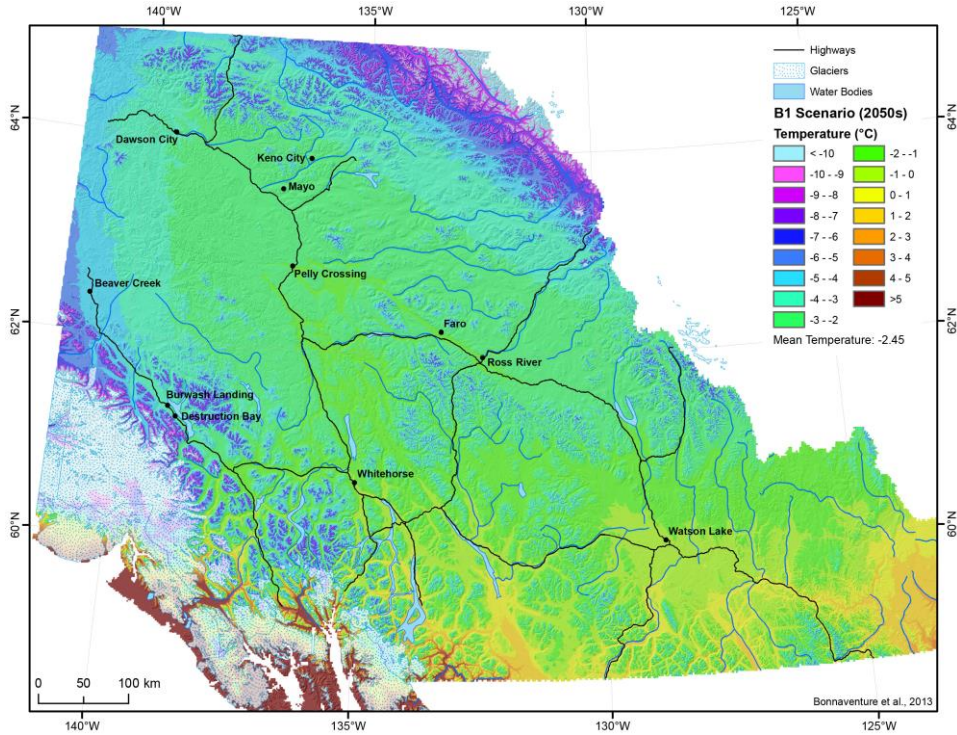 140°W
135°W
130°W
125°W
64°N
64°N
62°N
62°N
60°N
60°N
Highways
Glaciers
Water Bodies
B1 Scenario (2050s)
Temperature (°C)
< -10
-10 - -9
-9 - -8
-8 - -7
-7 - -6
-6 - -5
-5 - -4
-4 - -3
-3 - -2
-2 - -1
-1 - 0
0 - 1
1 - 2
2 - 3
3 - 4
4 - 5
>5
Mean Temperature: -2.45
Dawson City
Keno City
Mayo
Pelly Crossing
Beaver Creek
Faro
Ross River
Burwash Landing
Destruction Bay
Whitehorse
Watson Lake
0 50 100 km
Bonnaventure et al., 2013
140°W
135°W
130°W
125°W